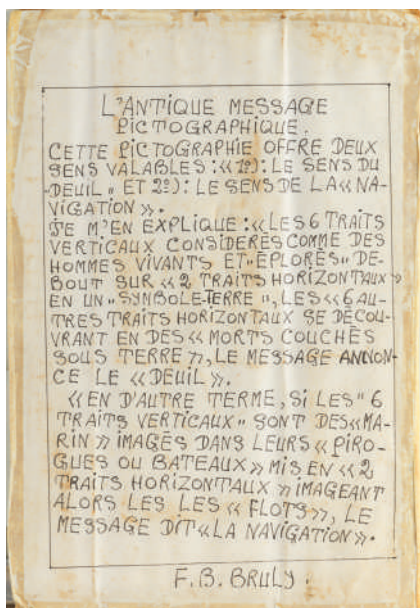 L'ANTIQUE MESSAGE
PICTOGRAPHIQUE.
CETTE PICTOGRAPHIE OFFRE DEUX
SENS VALABLES : « 1º) : LE SENS DU
DEUIL " ET 2º) : LE SENS DE LA « NA-
VIGATION ».
JE M'EN EXPLIQUE : « LES 6 TRAITS
VERTICAUX CONSIDERÉS COMME DES
HOMMES VIVANTS ET "ÉPLORÉS" DE-
BOUT SUR « 2 TRAITS HORIZONTAUX »
EN UN "SYMBOLE-TERRE", LES « 6 AU-
TRES TRAITS HORIZONTAUX SE DÉCOU-
VRANT EN DES « MORTS COUCHÉS
SOUS TERRE », LE MESSAGE ANNON-
CE LE « DEUIL ».
« EN D'AUTRE TERME, SI LES " 6
TRAITS VERTICAUX " SONT DES « MA-
RIN » IMAGÉS DANS LEURS « PIRO-
GUES OU BATEAUX » MIS EN « 2
TRAITS HORIZONTAUX » IMAGEANT
ALORS LES LES « FLOTS », LE
MESSAGE DIT « LA NAVIGATION ».
F. B. BRULY.